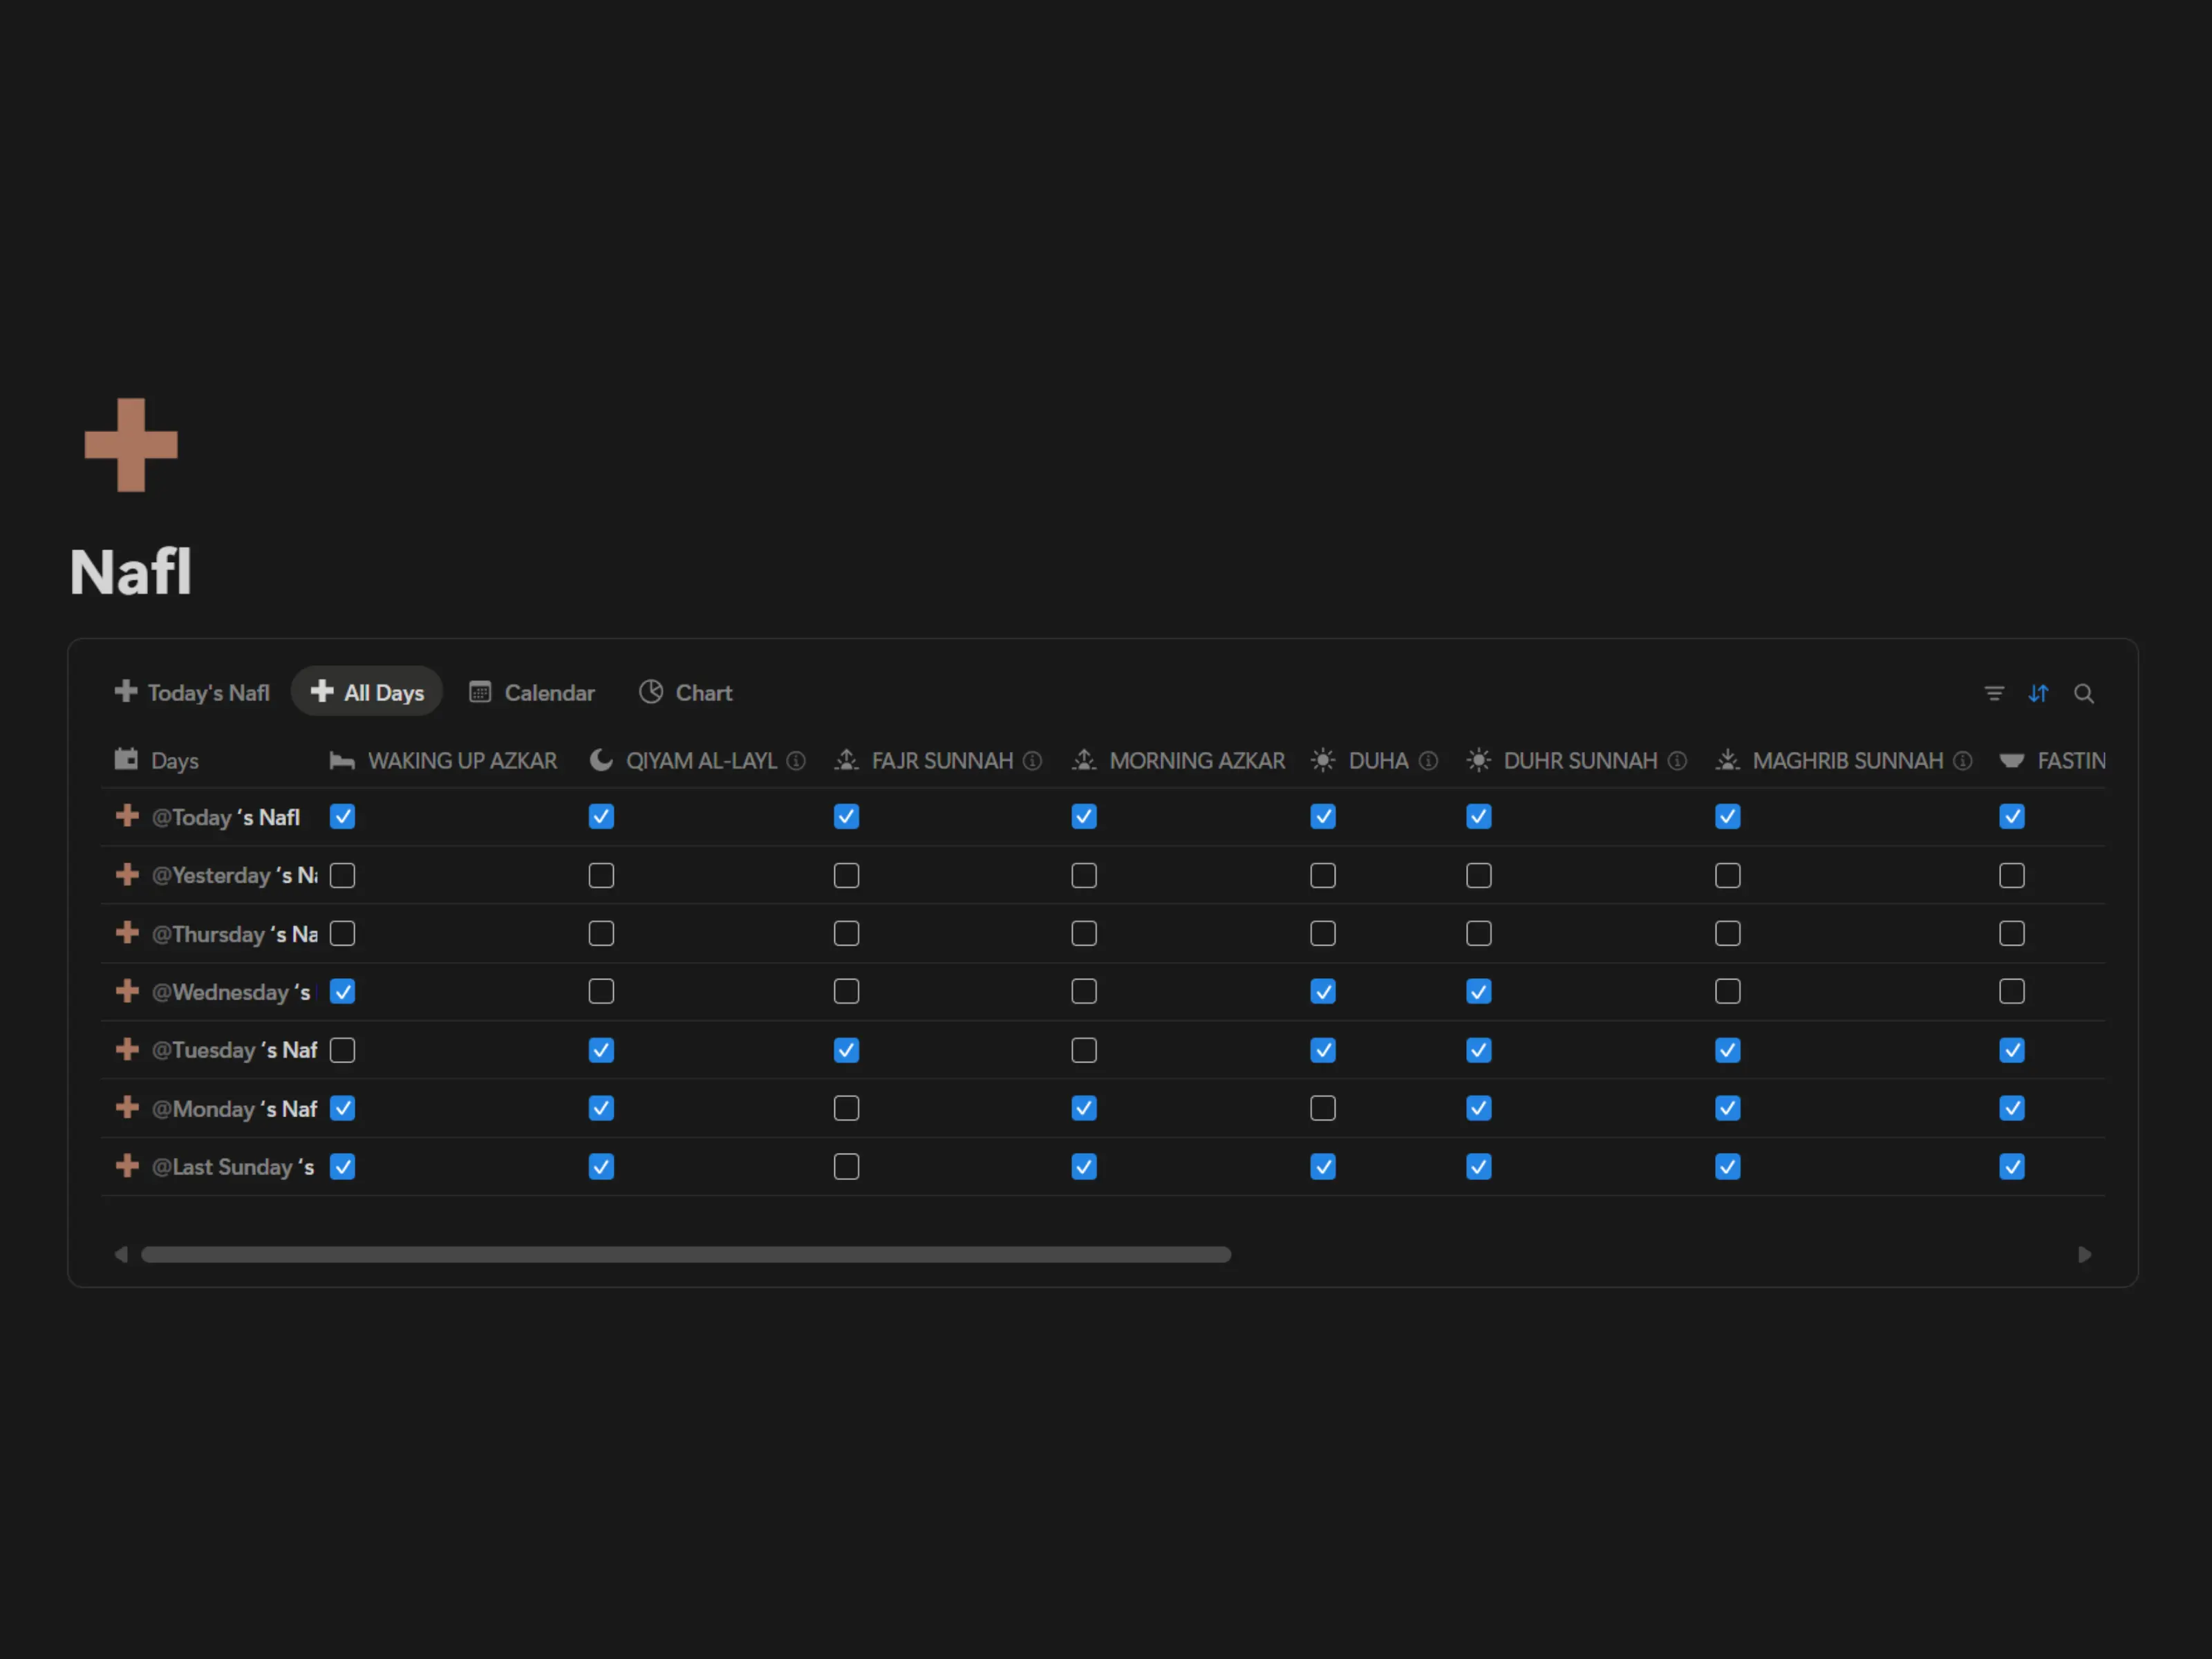 Nafl
Today's Nafl All Days Calendar Chart
Days WAKING UP AZKAR QIYAM AL-LAYL FAJR SUNNAH MORNING AZKAR DUHA DUHR SUNNAH MAGHRIB SUNNAH FASTIN
@Today ‘s Nafl
@Yesterday ‘s Na
@Thursday ‘s Na
@Wednesday ‘s
@Tuesday ‘s Naf
@Monday ‘s Naf
@Last Sunday ‘s